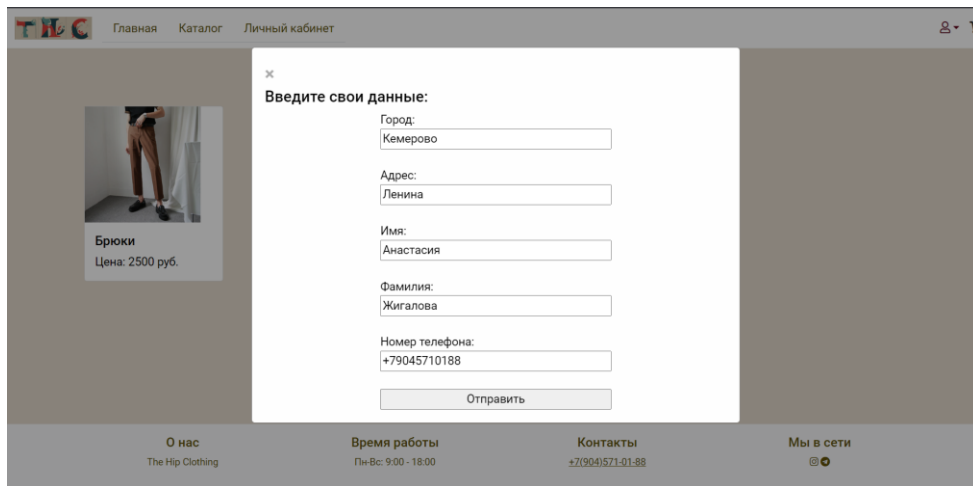 THC Главная Каталог Личный кабинет
×
Введите свои данные:
Город:
Кемерово
Адрес:
Ленина
Имя:
Анастасия
Фамилия:
Жигалова
Номер телефона:
+79045710188
Отправить
Брюки
Цена: 2500 руб.
О нас
The Hip Clothing
Время работы
Пн-Вс: 9:00 - 18:00
Контакты
+7(904)571-01-88
Мы в сети